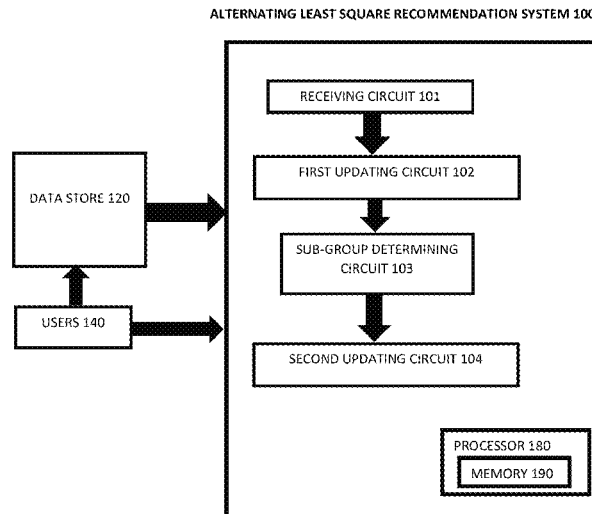 ALTERNATING LEAST SQUARE RECOMMENDATION SYSTEM 100
RECEIVING CIRCUIT 101
FIRST UPDATING CIRCUIT 102
DATA STORE 120
SUB-GROUP DETERMINING
CIRCUIT 103
USERS 140
SECOND UPDATING CIRCUIT 104
PROCESSOR 180
MEMORY 190